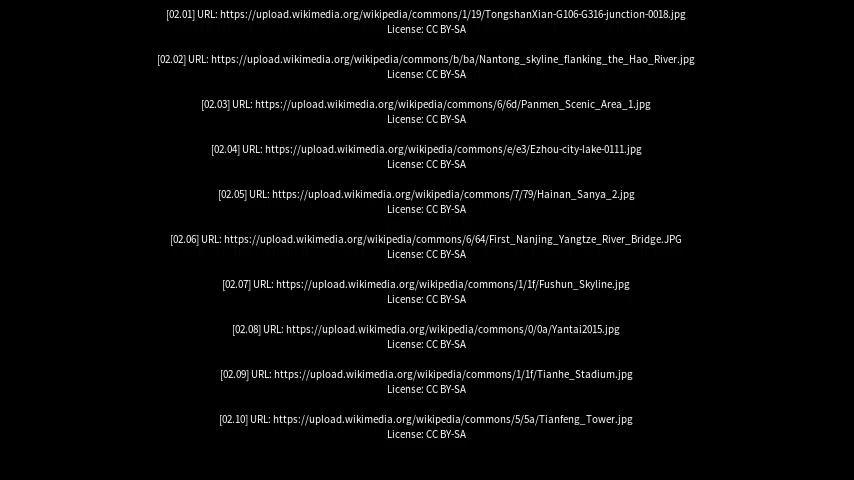 [02.01] URL: https://upload.wikimedia.org/wikipedia/commons/1/19/TongshanXian-G106-G316-junction-0018.jpg
License: CC BY-SA
[02.02] URL: https://upload.wikimedia.org/wikipedia/commons/b/ba/Nantong_skyline_flanking_the_Hao_River.jpg
License: CC BY-SA
[02.03] URL: https://upload.wikimedia.org/wikipedia/commons/6/6d/Panmen_Scenic_Area_1.jpg
License: CC BY-SA
[02.04] URL: https://upload.wikimedia.org/wikipedia/commons/e/e3/Ezhou-city-lake-0111.jpg
License: CC BY-SA
[02.05] URL: https://upload.wikimedia.org/wikipedia/commons/7/79/Hainan_Sanya_2.jpg
License: CC BY-SA
[02.06] URL: https://upload.wikimedia.org/wikipedia/commons/6/64/First_Nanjing_Yangtze_River_Bridge.JPG
License: CC BY-SA
[02.07] URL: https://upload.wikimedia.org/wikipedia/commons/1/1f/Fushun_Skyline.jpg
License: CC BY-SA
[02.08] URL: https://upload.wikimedia.org/wikipedia/commons/0/0a/Yantai2015.jpg
License: CC BY-SA
[02.09] URL: https://upload.wikimedia.org/wikipedia/commons/1/1f/Tianhe_Stadium.jpg
License: CC BY-SA
[02.10] URL: https://upload.wikimedia.org/wikipedia/commons/5/5a/Tianfeng_Tower.jpg
License: CC BY-SA